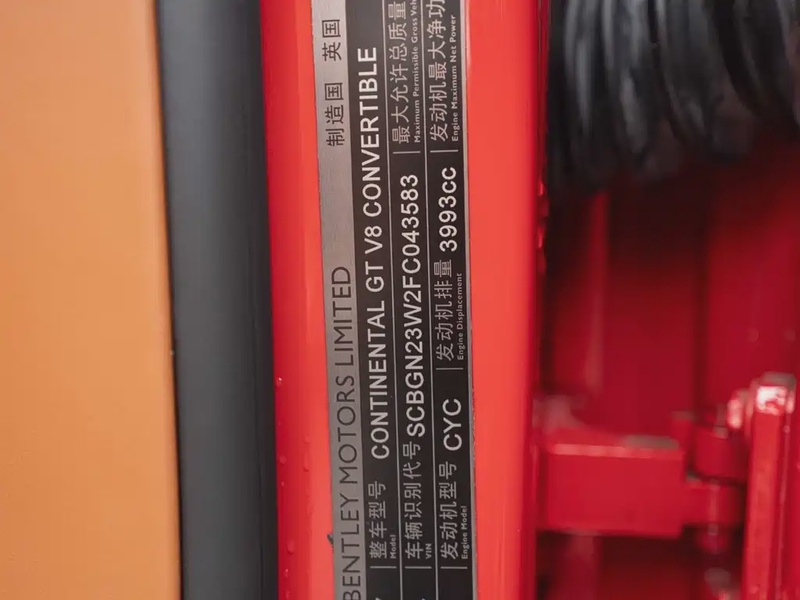 BENTLEY MOTORS LIMITED 制造国 英国
整车型号 CONTINENTAL GT V8 CONVERTIBLE
Model
车辆识别代号 SCBGN23W2FC043583 最大允许总质量
VIN Maximum Permissible Gross Veh
发动机型号 CYC 发动机排量 3993cc 发动机最大净功
Engine Model Engine Displacement Engine Maximum Net Power